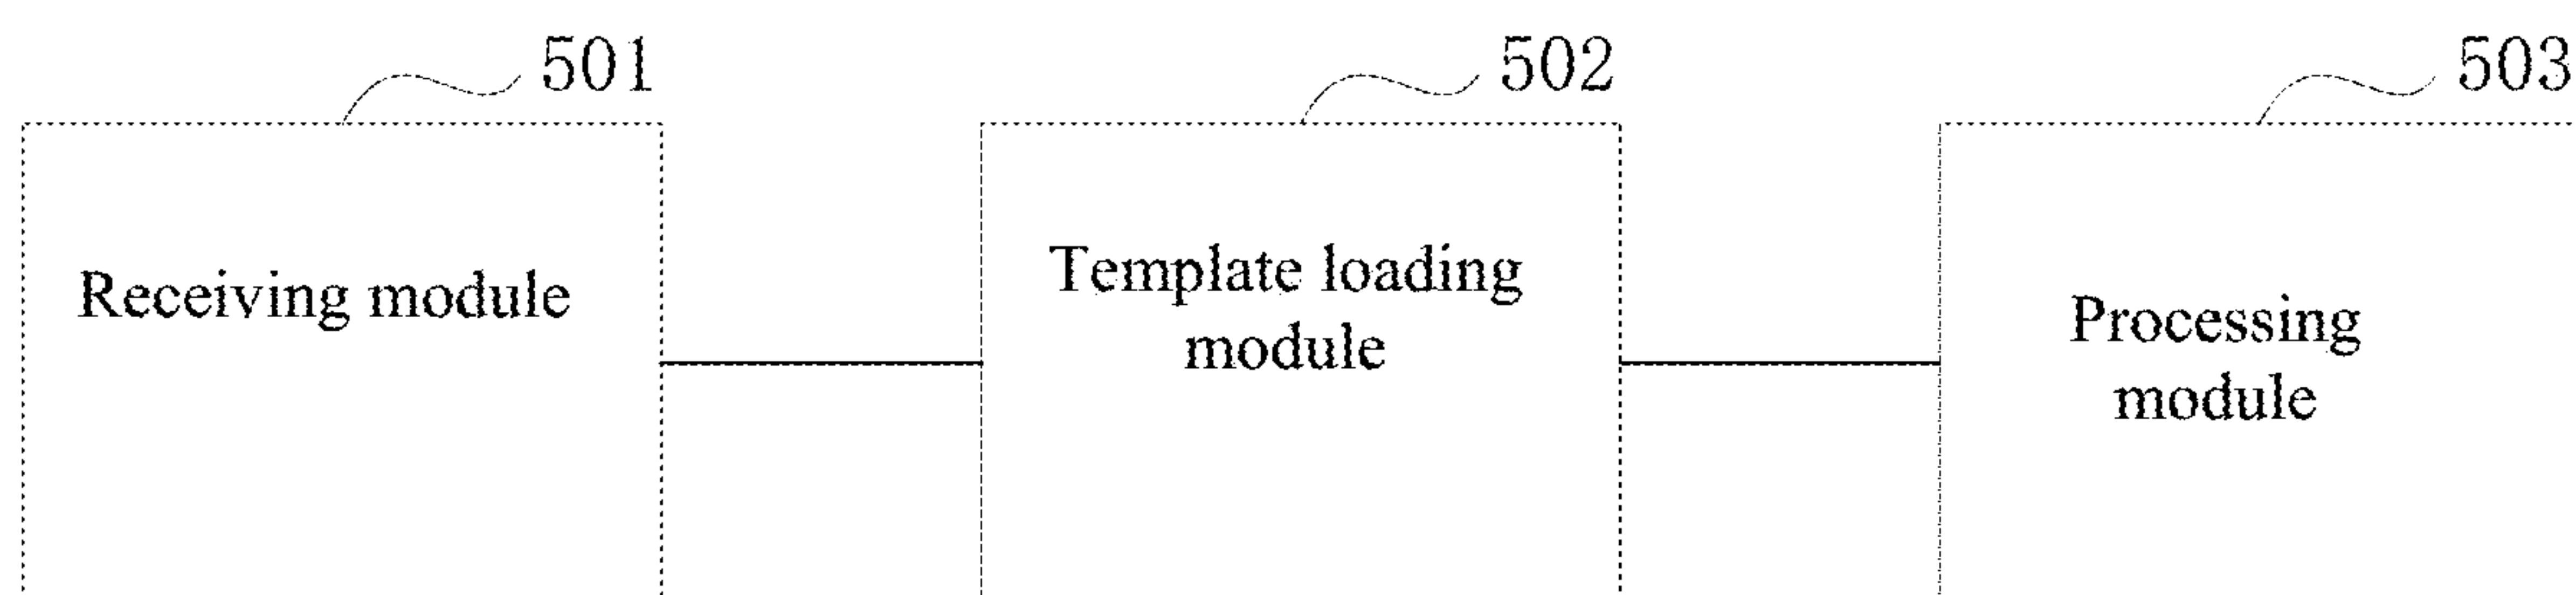 501
502
503
Receiving module
Template loading
module
Processing
module